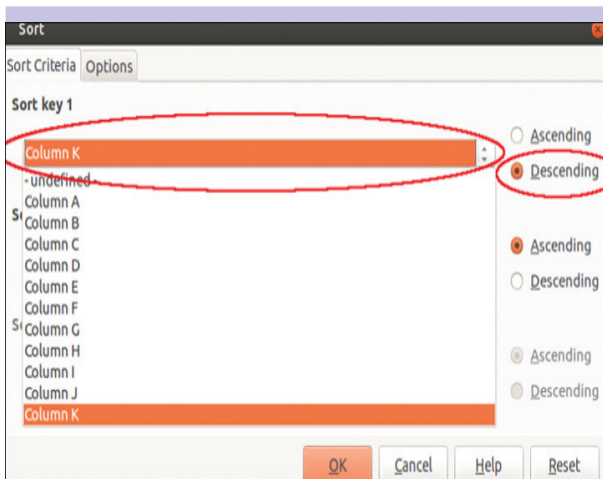 Sort
Sort Criteria
Options
Sort key 1
Column K
Ascending
Descending
- undefined -
Column A
Column B
Column C
Column D
Column E
Column F
Column G
Column H
Column I
Column J
Column K
Ascending
Descending
Ascending
Descending
OK
Cancel
Help
Reset